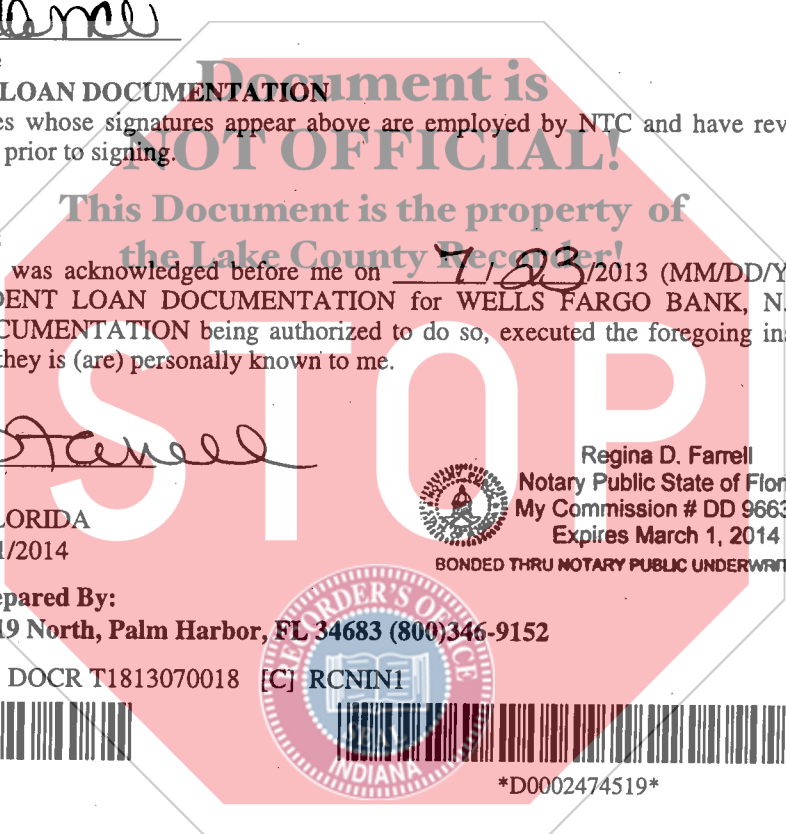 LOAN DOCUMENTATION
es whose signatures appear above are employed by NTC and have rev
prior to signing.
Document is
NOT OFFICIAL!
This Document is the property of
the Lake County Recorder!
was acknowledged before me on 7/23/2013 (MM/DD/Y
DENT LOAN DOCUMENTATION for WELLS FARGO BANK, N.
CUMENTATION being authorized to do so, executed the foregoing ins
they is (are) personally known to me.
STOP
Regina D. Farrell
Notary Public State of Flori
My Commission # DD 9663
Expires March 1, 2014
BONDED THRU NOTARY PUBLIC UNDERWRIT
LORIDA
1/2014
epared By:
19 North, Palm Harbor, FL 34683 (800)346-9152
DOCR T1813070018 [C] RCNIN1
RECORDER'S OFFICE
SEAL
INDIANA
*D0002474519*